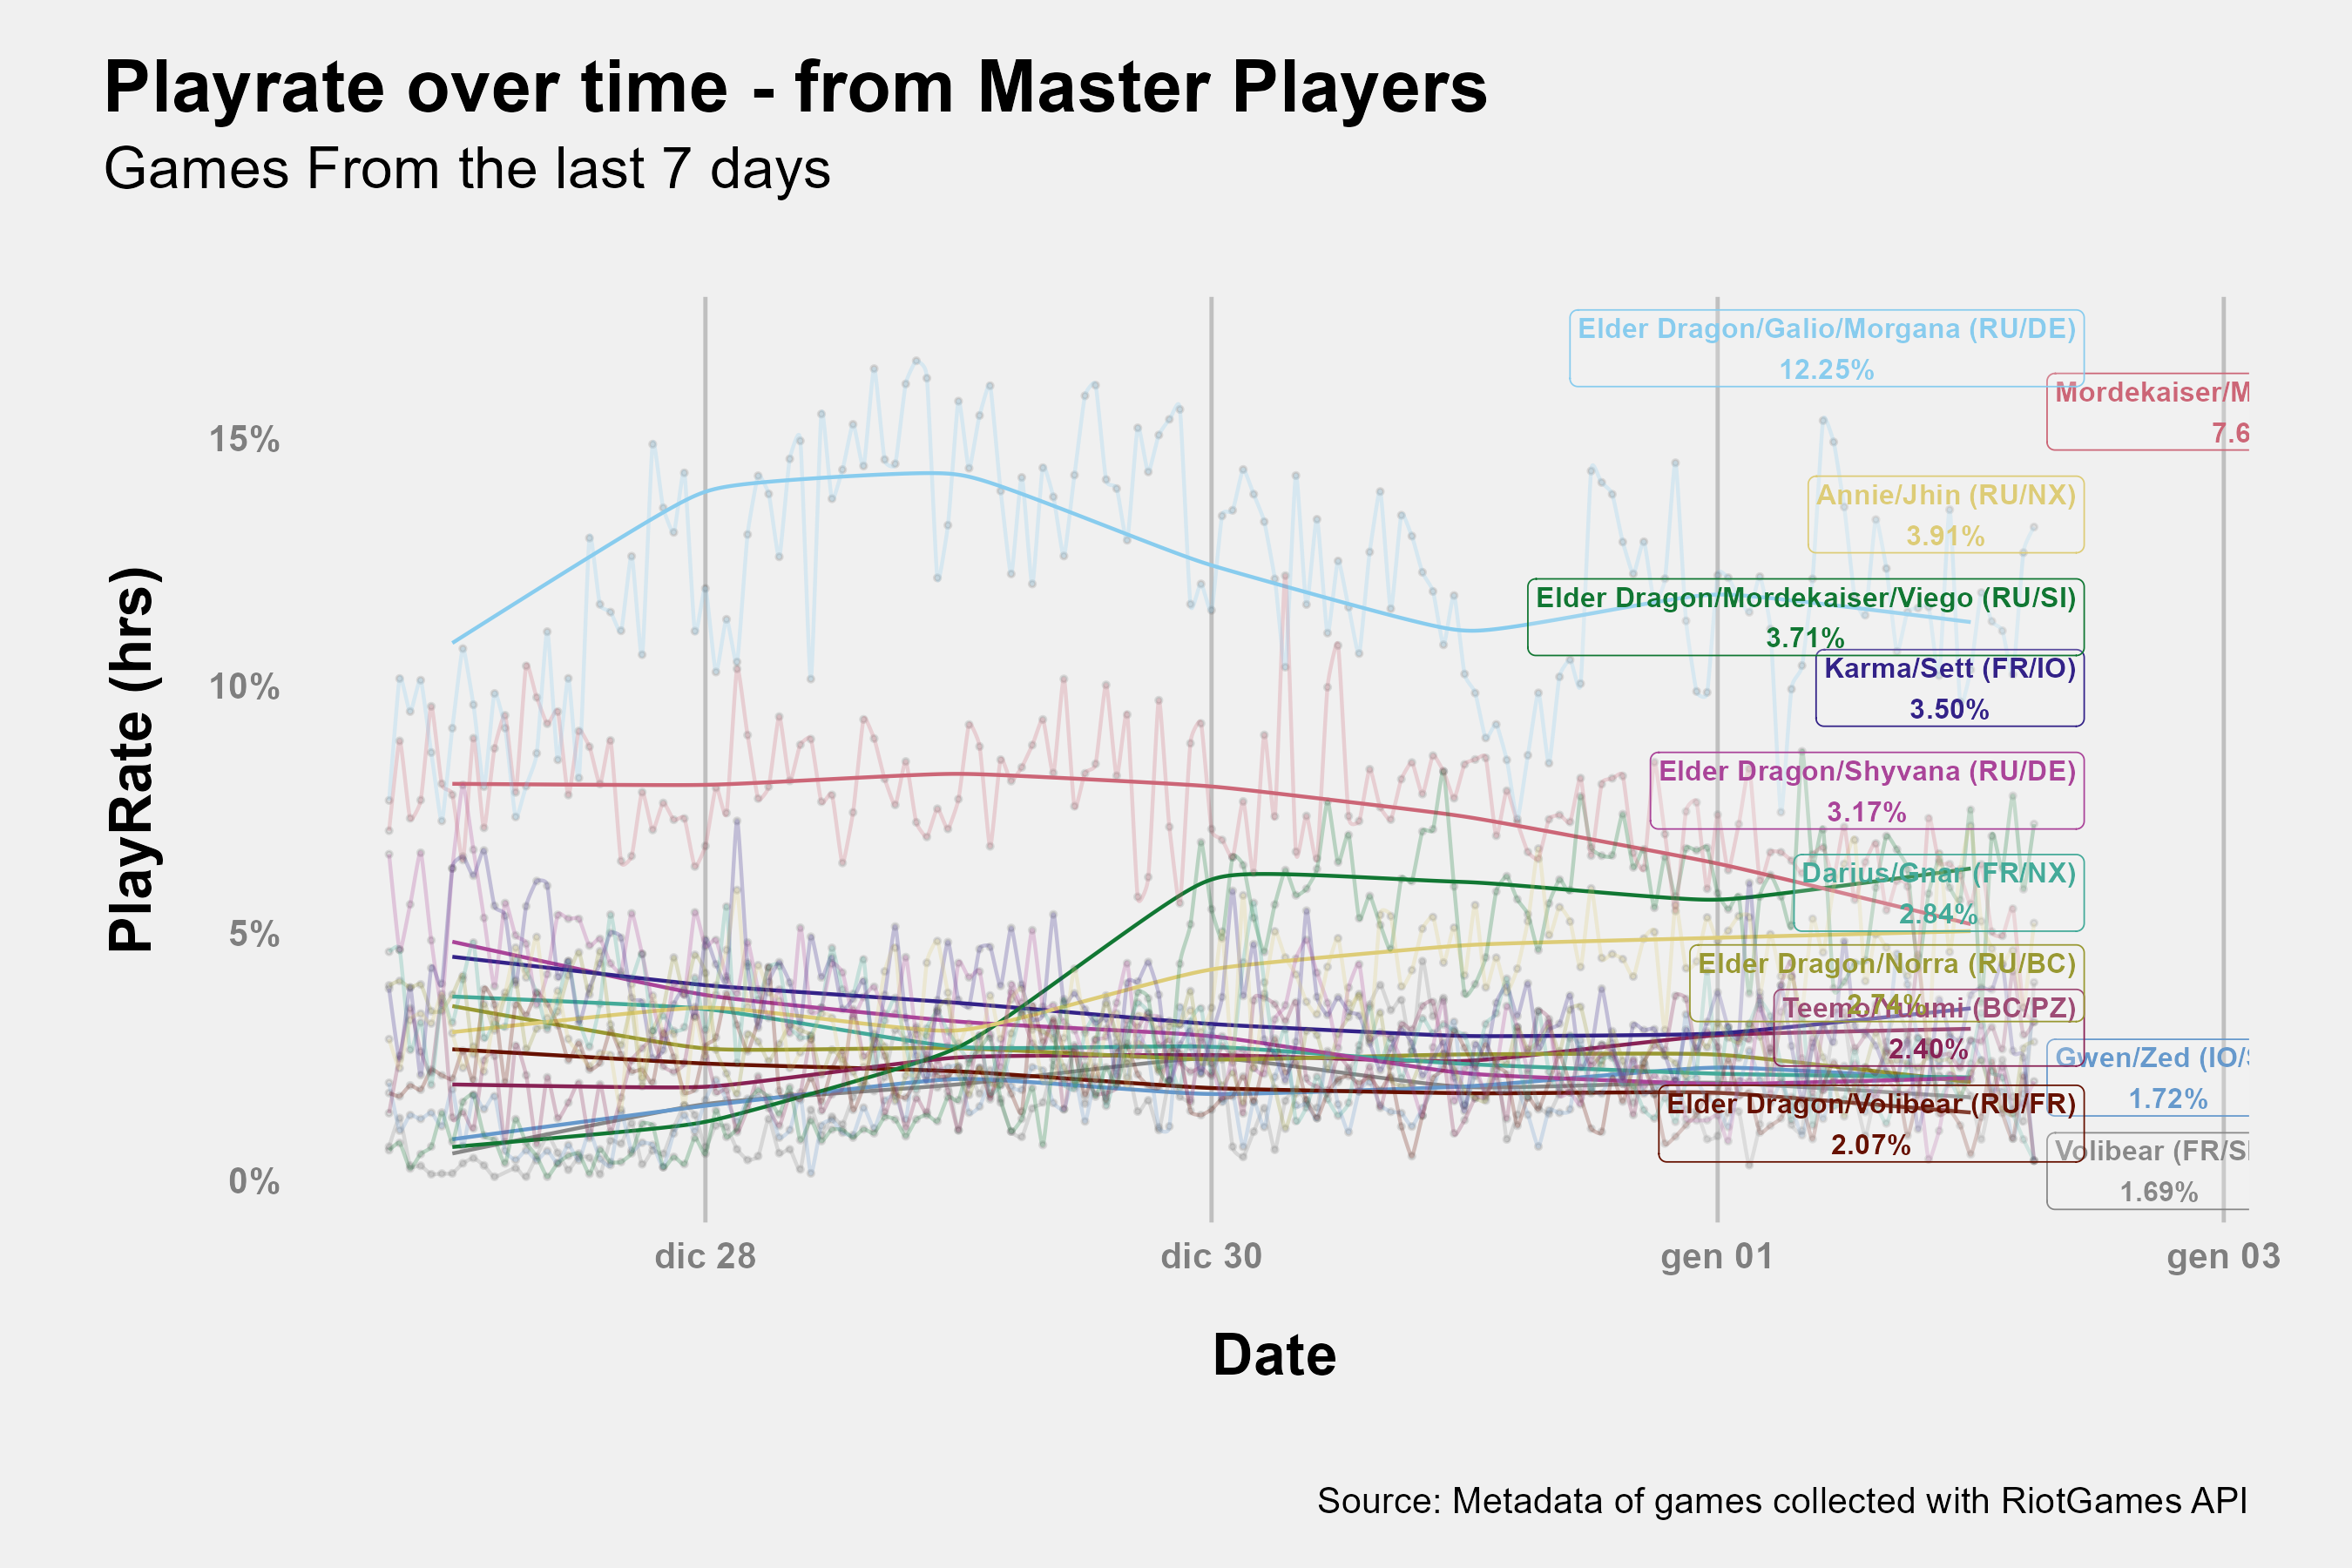 Playrate over time - from Master Players
Games From the last 7 days
PlayRate (hrs)
15%
10%
5%
0%
Elder Dragon/Galio/Morgana (RU/DE)
12.25%
Mordekaiser/M
7.6
Annie/Jhin (RU/NX)
3.91%
Elder Dragon/Mordekaiser/Viego (RU/SI)
3.71%
Karma/Sett (FR/IO)
3.50%
Elder Dragon/Shyvana (RU/DE)
3.17%
Darius/Gnar (FR/NX)
2.84%
Elder Dragon/Norra (RU/BC)
2.74%
Teemo/Yuumi (BC/PZ)
2.40%
Gwen/Zed (IO/S
1.72%
Elder Dragon/Volibear (RU/FR)
2.07%
Volibear (FR/SI
1.69%
dic 28
dic 30
gen 01
gen 03
Date
Source: Metadata of games collected with RiotGames API